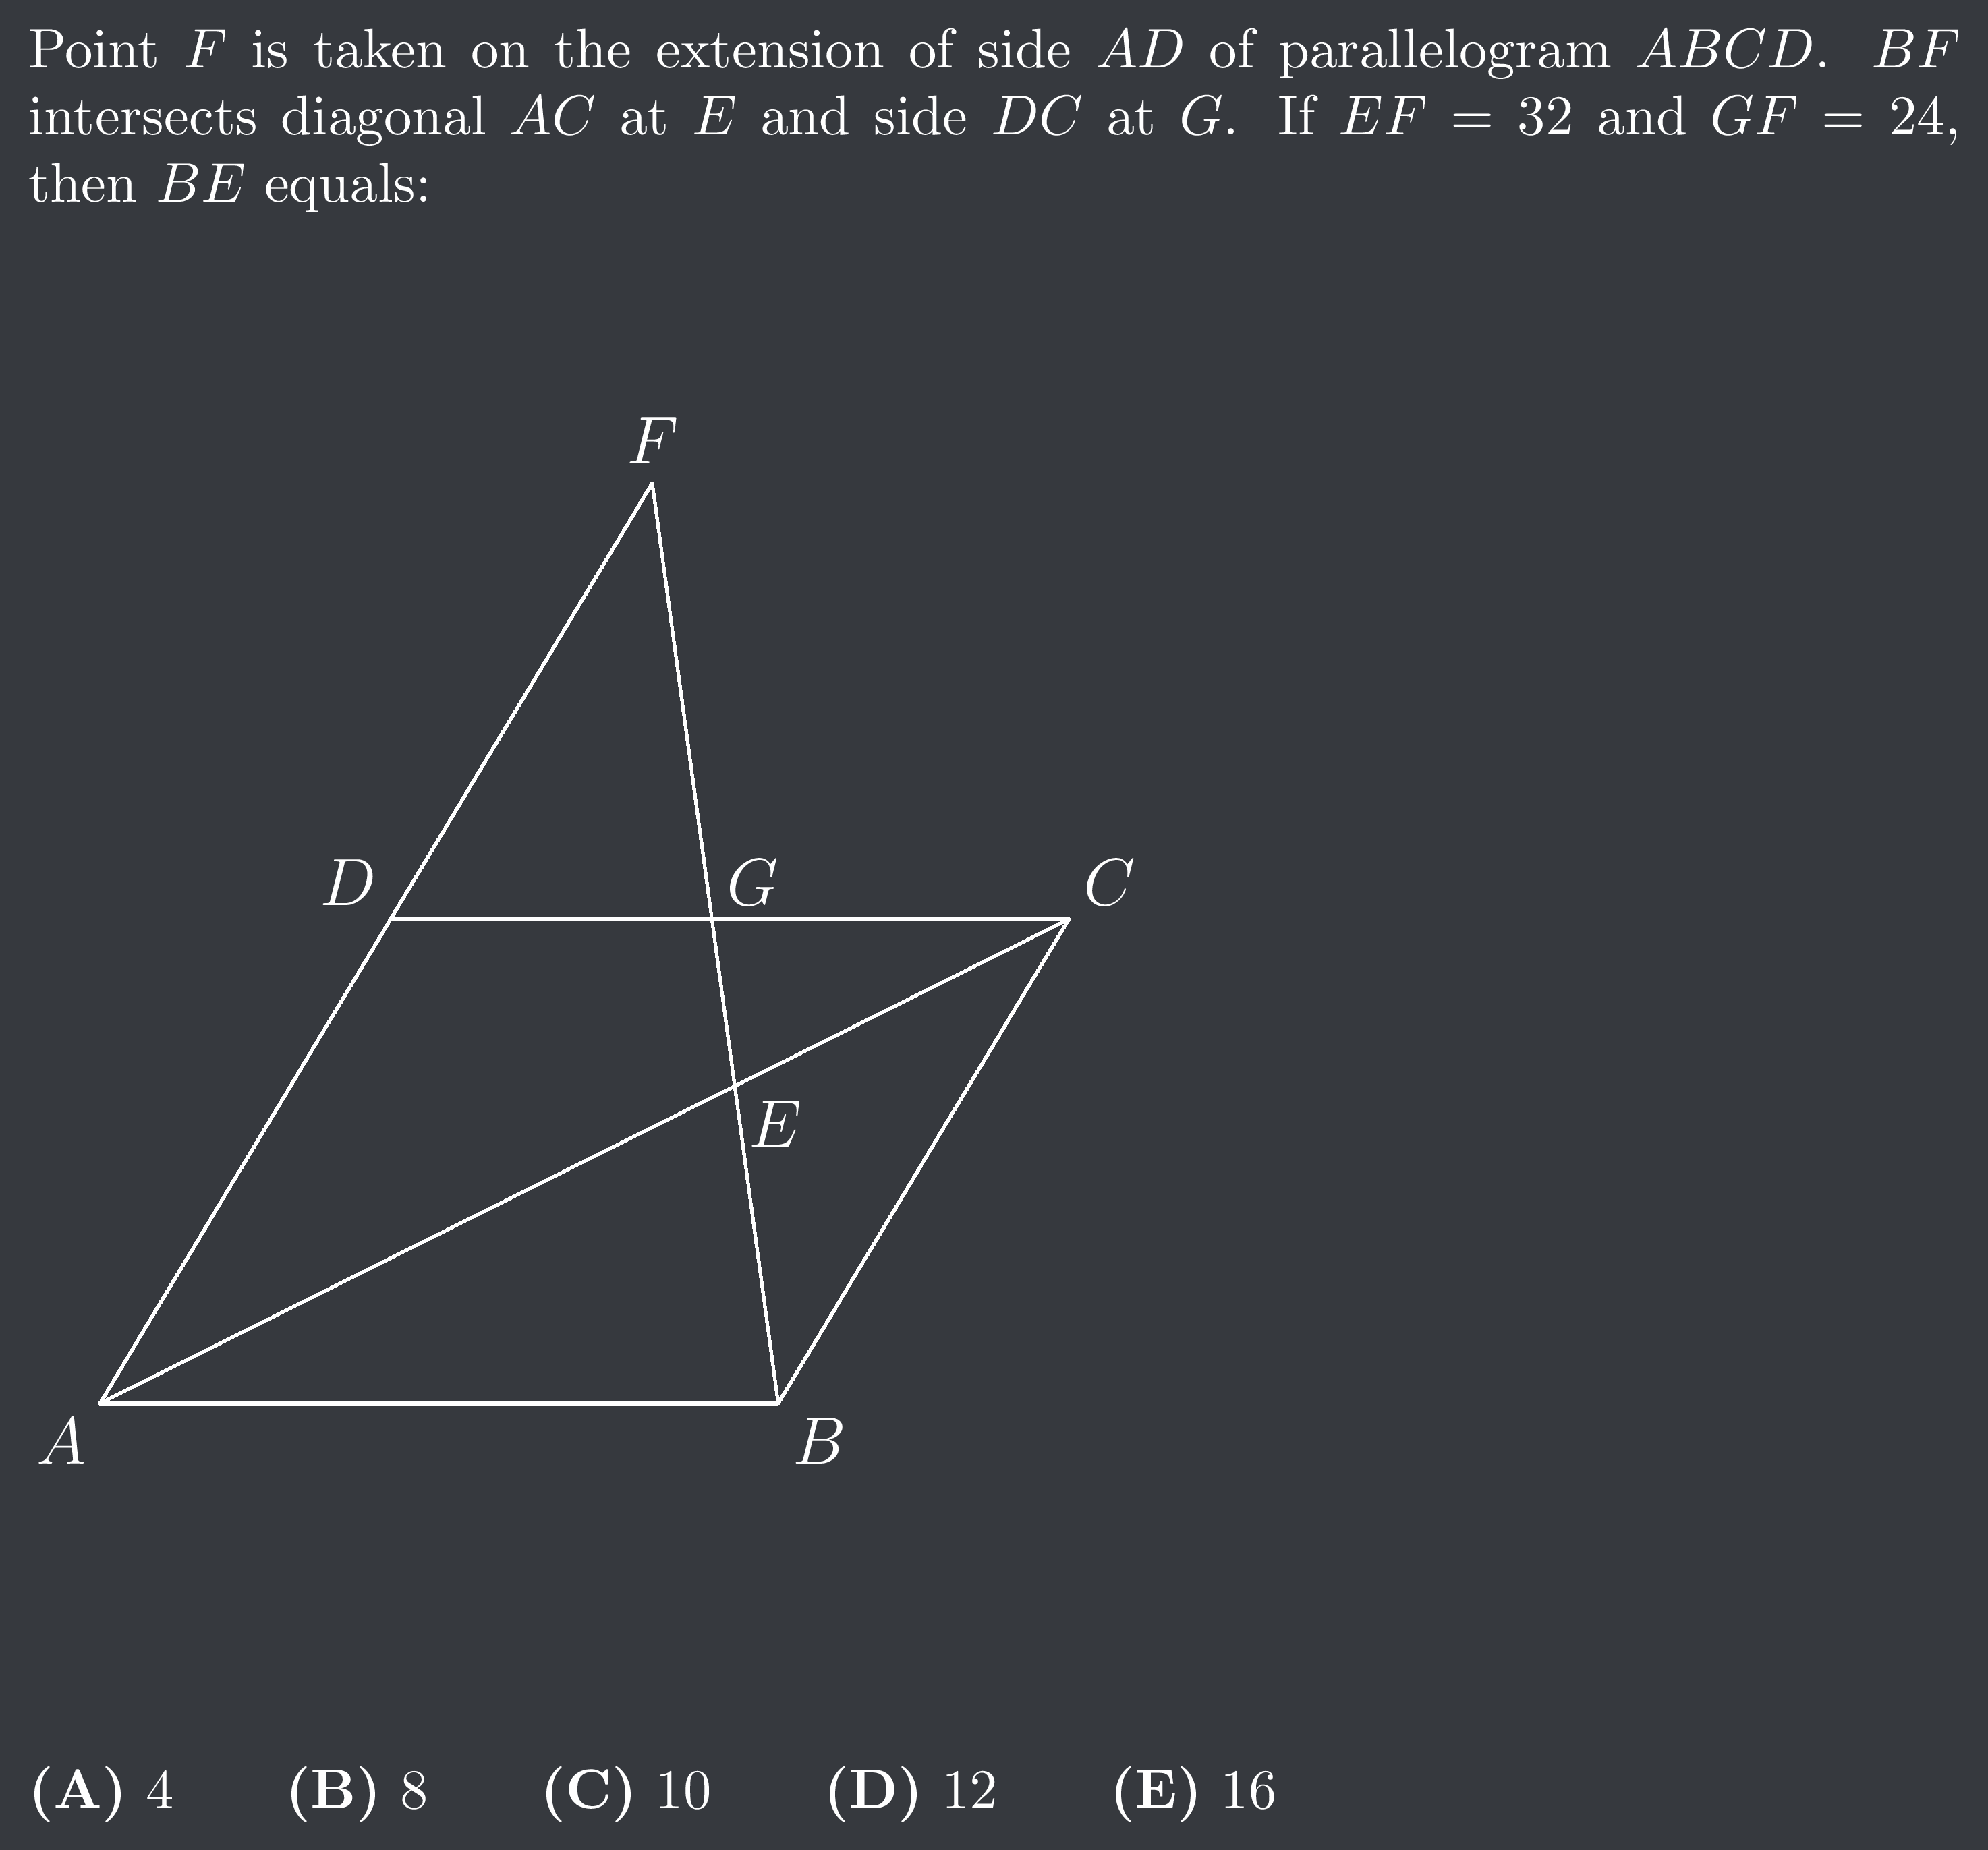 Point F is taken on the extension of side AD of parallelogram ABCD. BF
intersects diagonal AC at E and side DC at G. If EF = 32 and GF = 24,
then BE equals:
F
D
G
C
E
A
B
(A) 4 (B) 8 (C) 10 (D) 12 (E) 16